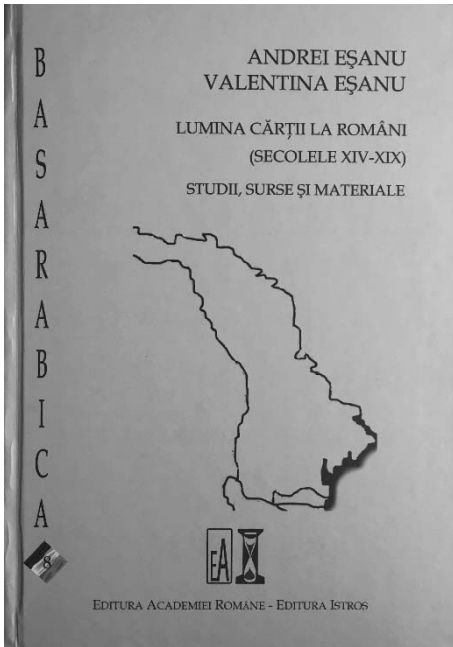 ANDREI EŞANU
VALENTINA EŞANU
LUMINA CĂRŢII LA ROMÂNI
(SECOLELE XIV-XIX)
STUDII, SURSE ŞI MATERIALE
BASARABICA
8
EA
EDITURA ACADEMIEI ROMÂNE - EDITURA ISTROS